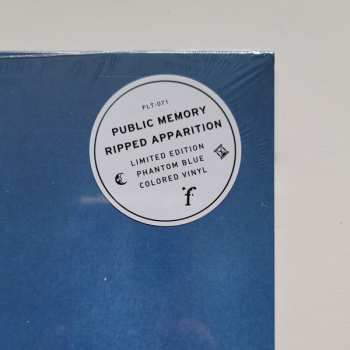 FLT-071
PUBLIC MEMORY
RIPPED APPARITION
LIMITED EDITION
PHANTOM BLUE
COLORED VINYL
f